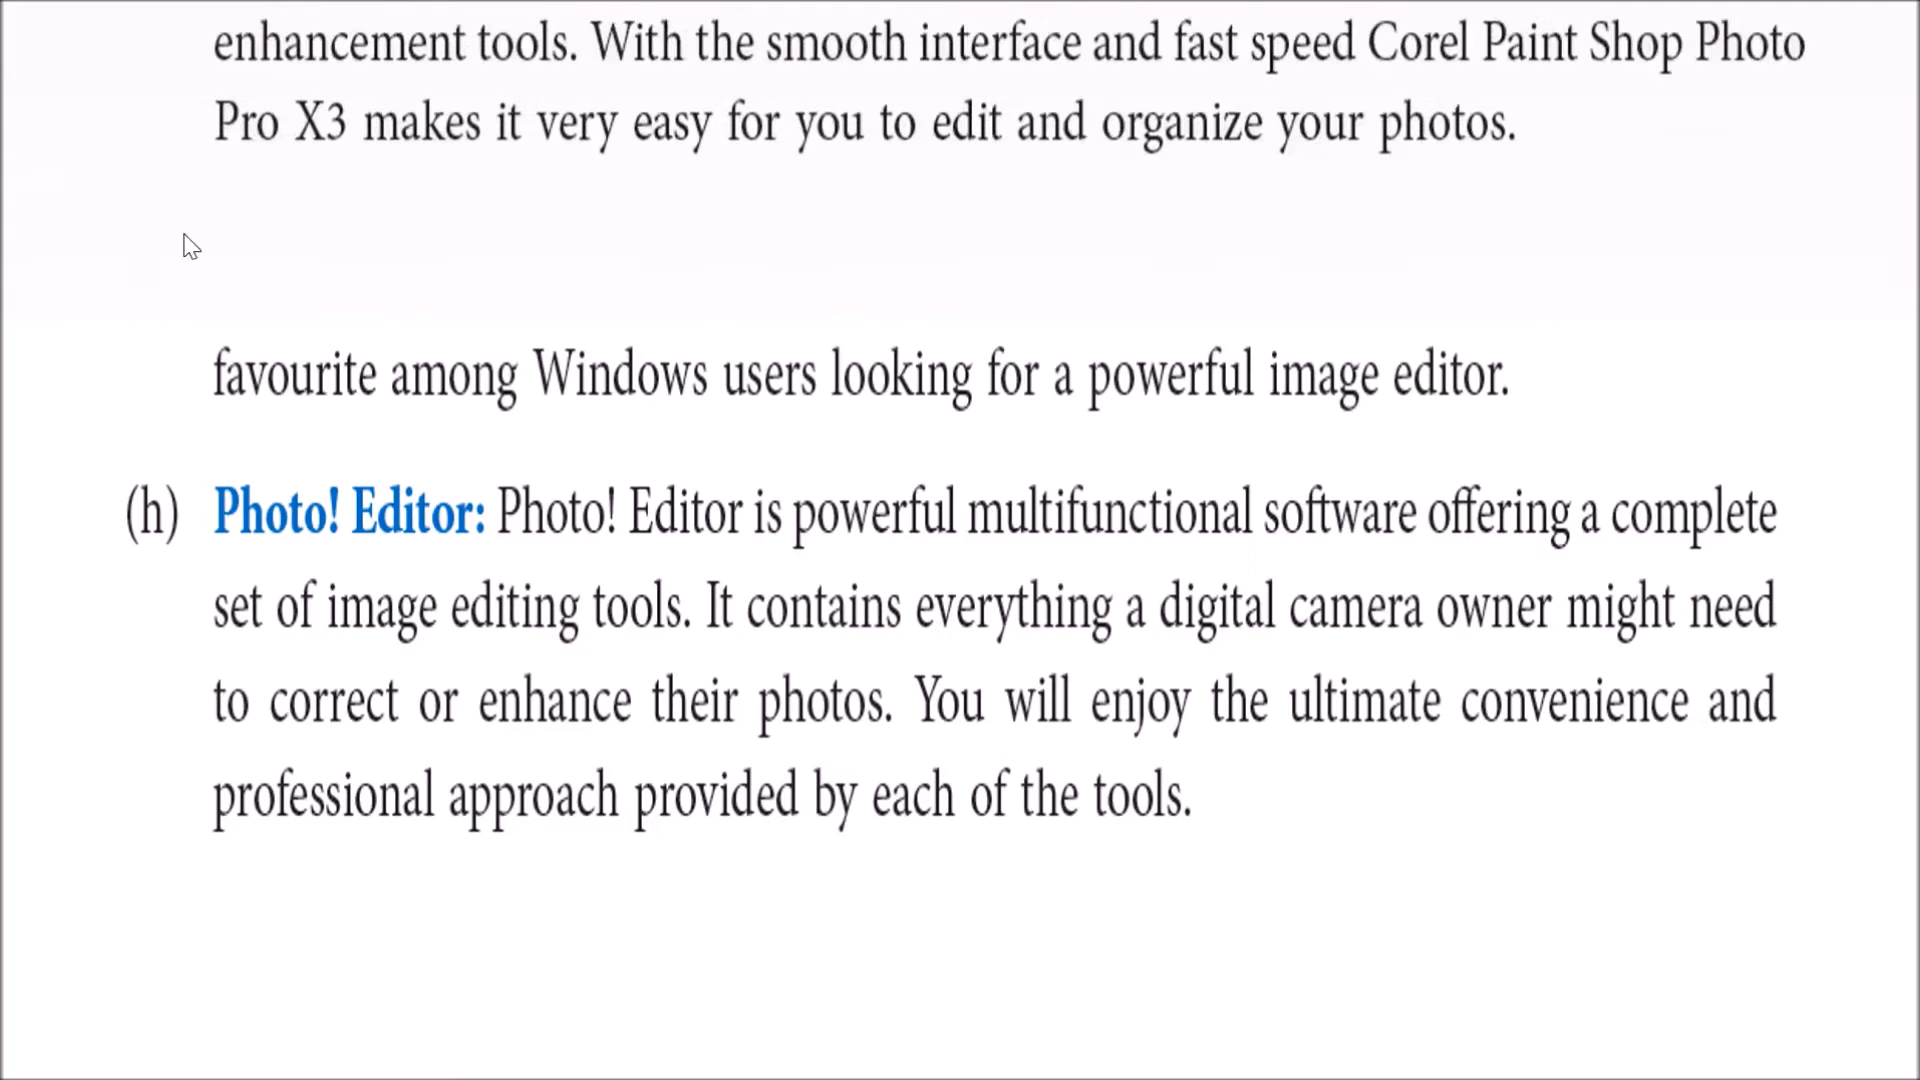 enhancement tools. With the smooth interface and fast speed Corel Paint Shop Photo
Pro X3 makes it very easy for you to edit and organize your photos.
favourite among Windows users looking for a powerful image editor.
(h) Photo! Editor: Photo! Editor is powerful multifunctional software offering a complete
set of image editing tools. It contains everything a digital camera owner might need
to correct or enhance their photos. You will enjoy the ultimate convenience and
professional approach provided by each of the tools.